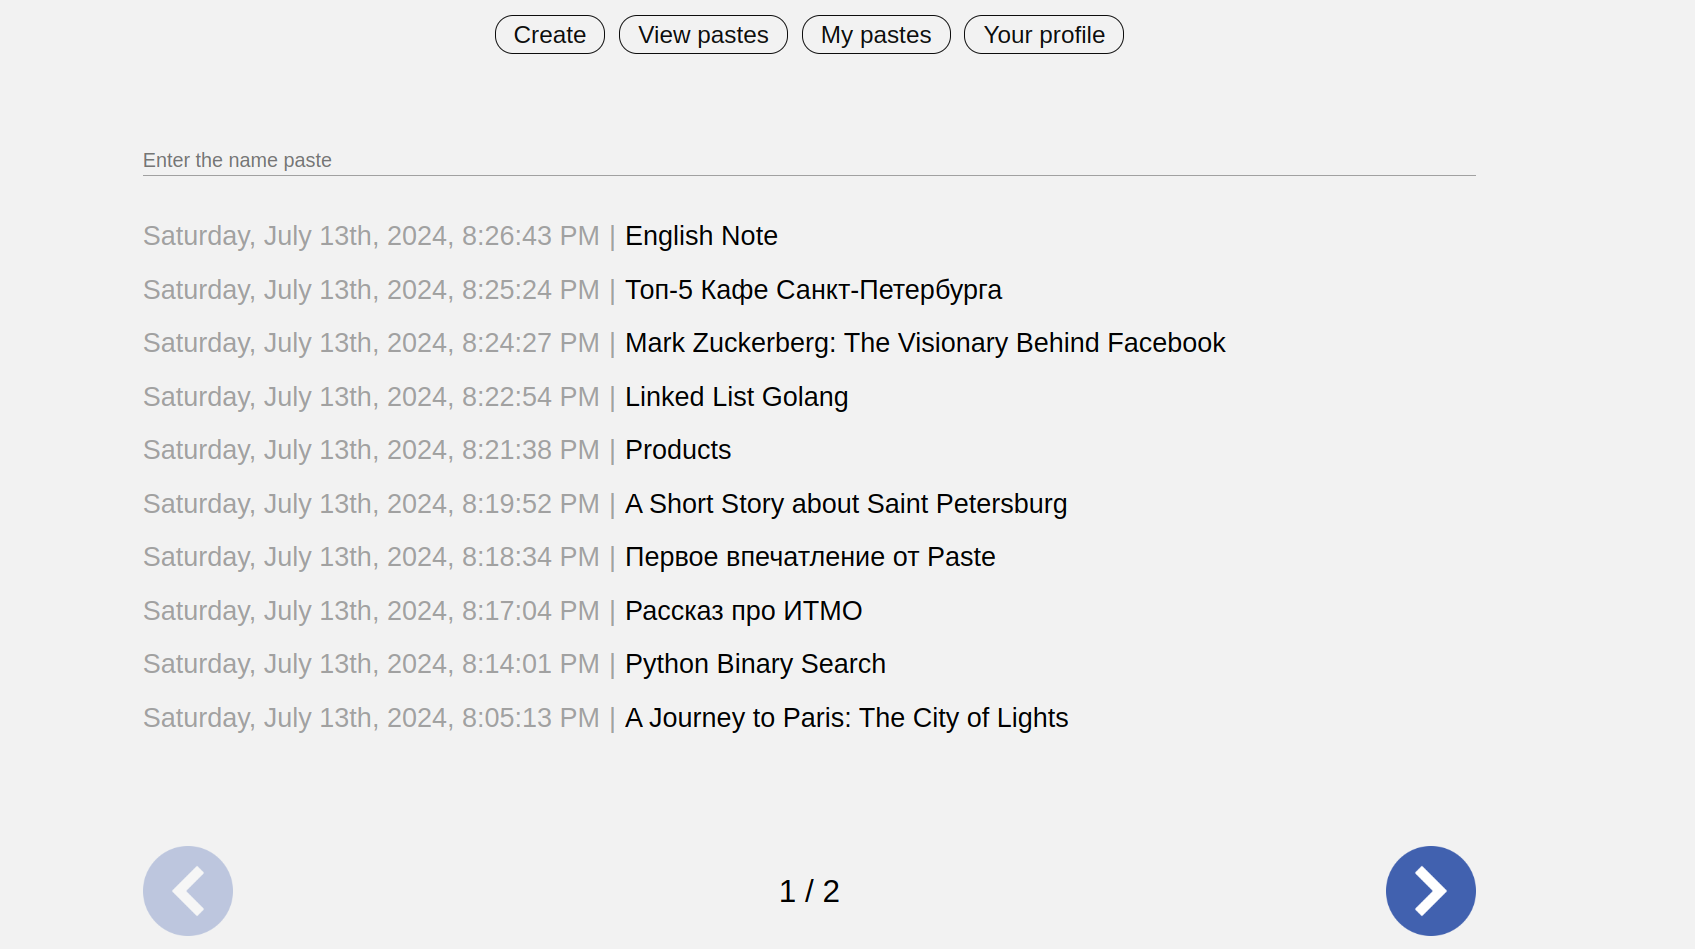 Create View pastes My pastes Your profile
Enter the name paste
Saturday, July 13th, 2024, 8:26:43 PM | English Note
Saturday, July 13th, 2024, 8:25:24 PM | Топ-5 Кафе Санкт-Петербурга
Saturday, July 13th, 2024, 8:24:27 PM | Mark Zuckerberg: The Visionary Behind Facebook
Saturday, July 13th, 2024, 8:22:54 PM | Linked List Golang
Saturday, July 13th, 2024, 8:21:38 PM | Products
Saturday, July 13th, 2024, 8:19:52 PM | A Short Story about Saint Petersburg
Saturday, July 13th, 2024, 8:18:34 PM | Первое впечатление от Paste
Saturday, July 13th, 2024, 8:17:04 PM | Рассказ про ИТМО
Saturday, July 13th, 2024, 8:14:01 PM | Python Binary Search
Saturday, July 13th, 2024, 8:05:13 PM | A Journey to Paris: The City of Lights
1 / 2